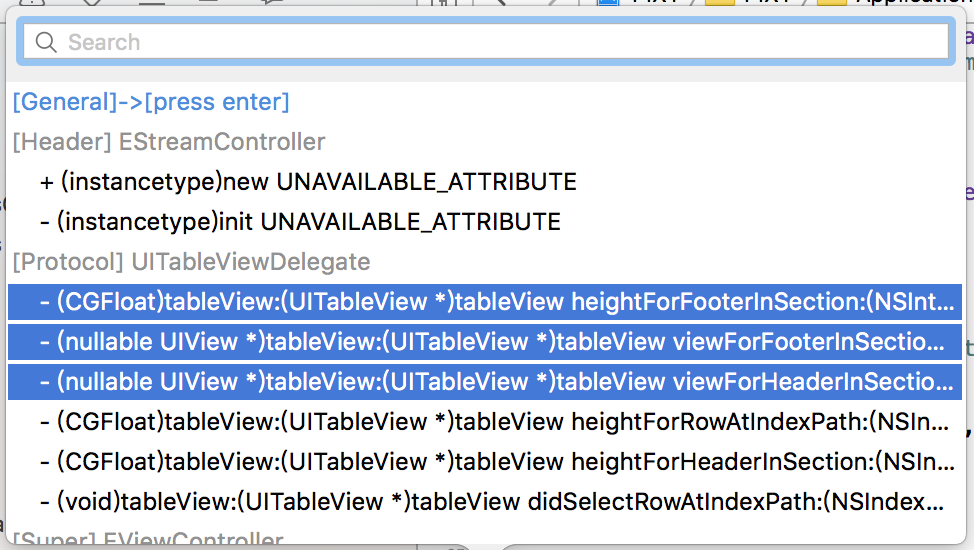 Search
[General]->[press enter]
[Header] EStreamController
+ (instancetype)new UNAVAILABLE_ATTRIBUTE
- (instancetype)init UNAVAILABLE_ATTRIBUTE
[Protocol] UITableViewDelegate
- (CGFloat)tableView:(UITableView *)tableView heightForFooterInSection:(NSInt...
- (nullable UIView *)tableView:(UITableView *)tableView viewForFooterInSectio...
- (nullable UIView *)tableView:(UITableView *)tableView viewForHeaderInSectio...
- (CGFloat)tableView:(UITableView *)tableView heightForRowAtIndexPath:(NSIn...
- (CGFloat)tableView:(UITableView *)tableView heightForHeaderInSection:(NSIn...
- (void)tableView:(UITableView *)tableView didSelectRowAtIndexPath:(NSIndex...
[Super] EViewController